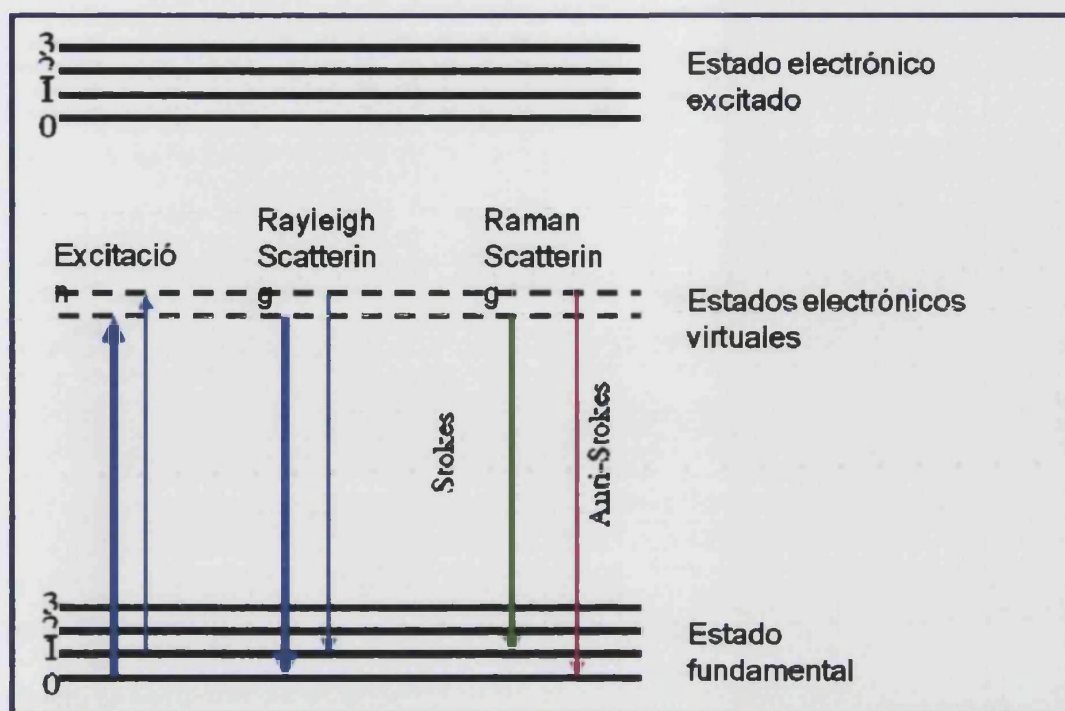 3
2
1
0
Estado electrónico
excitado
Excitació
n
Rayleigh
Scatterin
g
Raman
Scatterin
g
Estados electrónicos
virtuales
Stokes
Anti-Stokes
3
2
1
0
Estado
fundamental